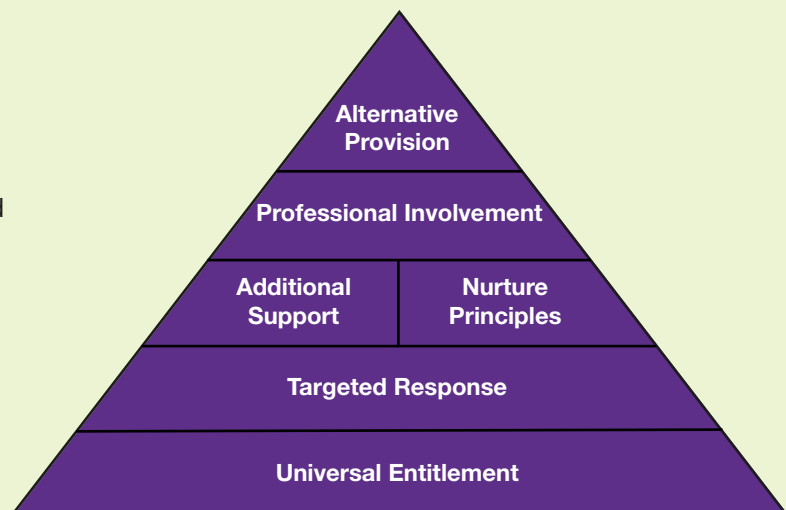 Alternative
Provision
Professional Involvement
Additional
Support
Nurture
Principles
Targeted Response
Universal Entitlement